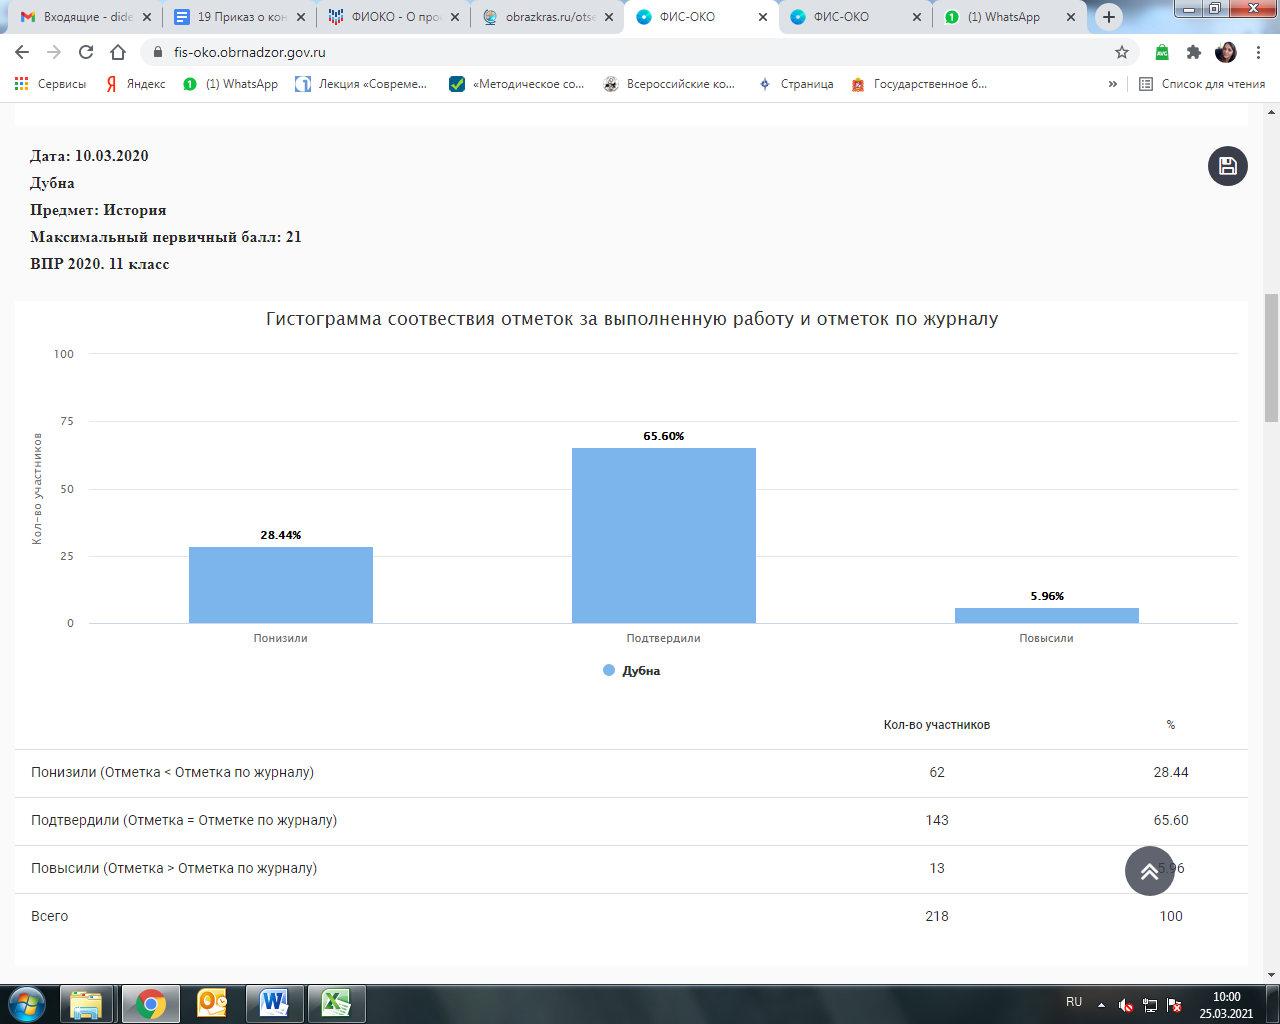 Входящие - dide
19 Приказ о кон
ФИОКО - О про
obrazkras.ru/otse
ФИС-ОКО
ФИС-ОКО
(1) WhatsApp
fis-oko.obrnadzor.gov.ru
Сервисы
Яндекс
(1) WhatsApp
Лекция «Совреме...
«Методическое со...
Всероссийские ко...
Страница
Государственное б...
»
Список для чтения
Дата: 10.03.2020
Дубна
Предмет: История
Максимальный первичный балл: 21
ВПР 2020. 11 класс
Гистограмма соотвествия отметок за выполненную работу и отметок по журналу
Кол-во участников
100
75
50
25
0
28.44%
65.60%
5.96%
Понизили
Подтвердили
Повысили
Дубна
Кол-во участников %
Понизили (Отметка < Отметка по журналу) 62 28.44
Подтвердили (Отметка = Отметке по журналу) 143 65.60
Повысили (Отметка > Отметка по журналу) 13 5.96
Всего 218 100
RU
10:00
25.03.2021